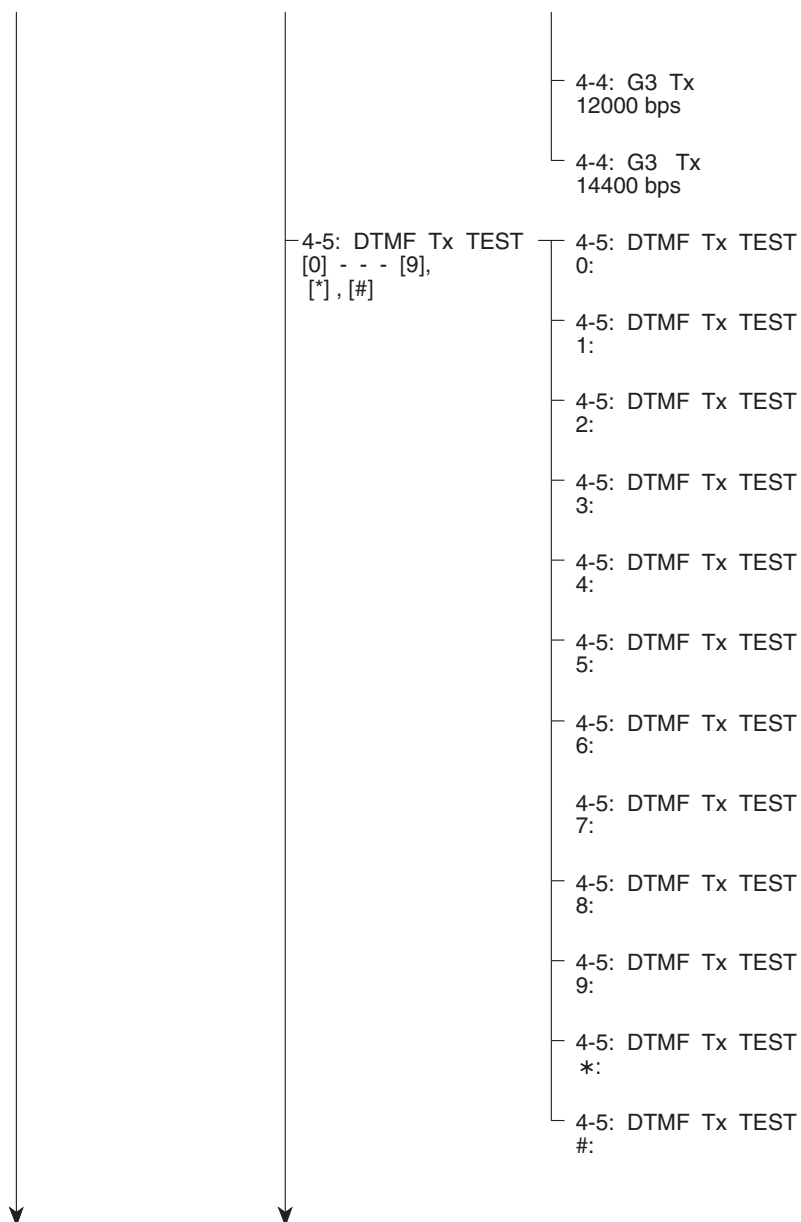 4-4: G3 Tx
12000 bps
4-4: G3 Tx
14400 bps
4-5: DTMF Tx TEST
[0] - - - [9],
[*] , [#]
4-5: DTMF Tx TEST
0:
4-5: DTMF Tx TEST
1:
4-5: DTMF Tx TEST
2:
4-5: DTMF Tx TEST
3:
4-5: DTMF Tx TEST
4:
4-5: DTMF Tx TEST
5:
4-5: DTMF Tx TEST
6:
4-5: DTMF Tx TEST
7:
4-5: DTMF Tx TEST
8:
4-5: DTMF Tx TEST
9:
4-5: DTMF Tx TEST
∗:
4-5: DTMF Tx TEST
#: